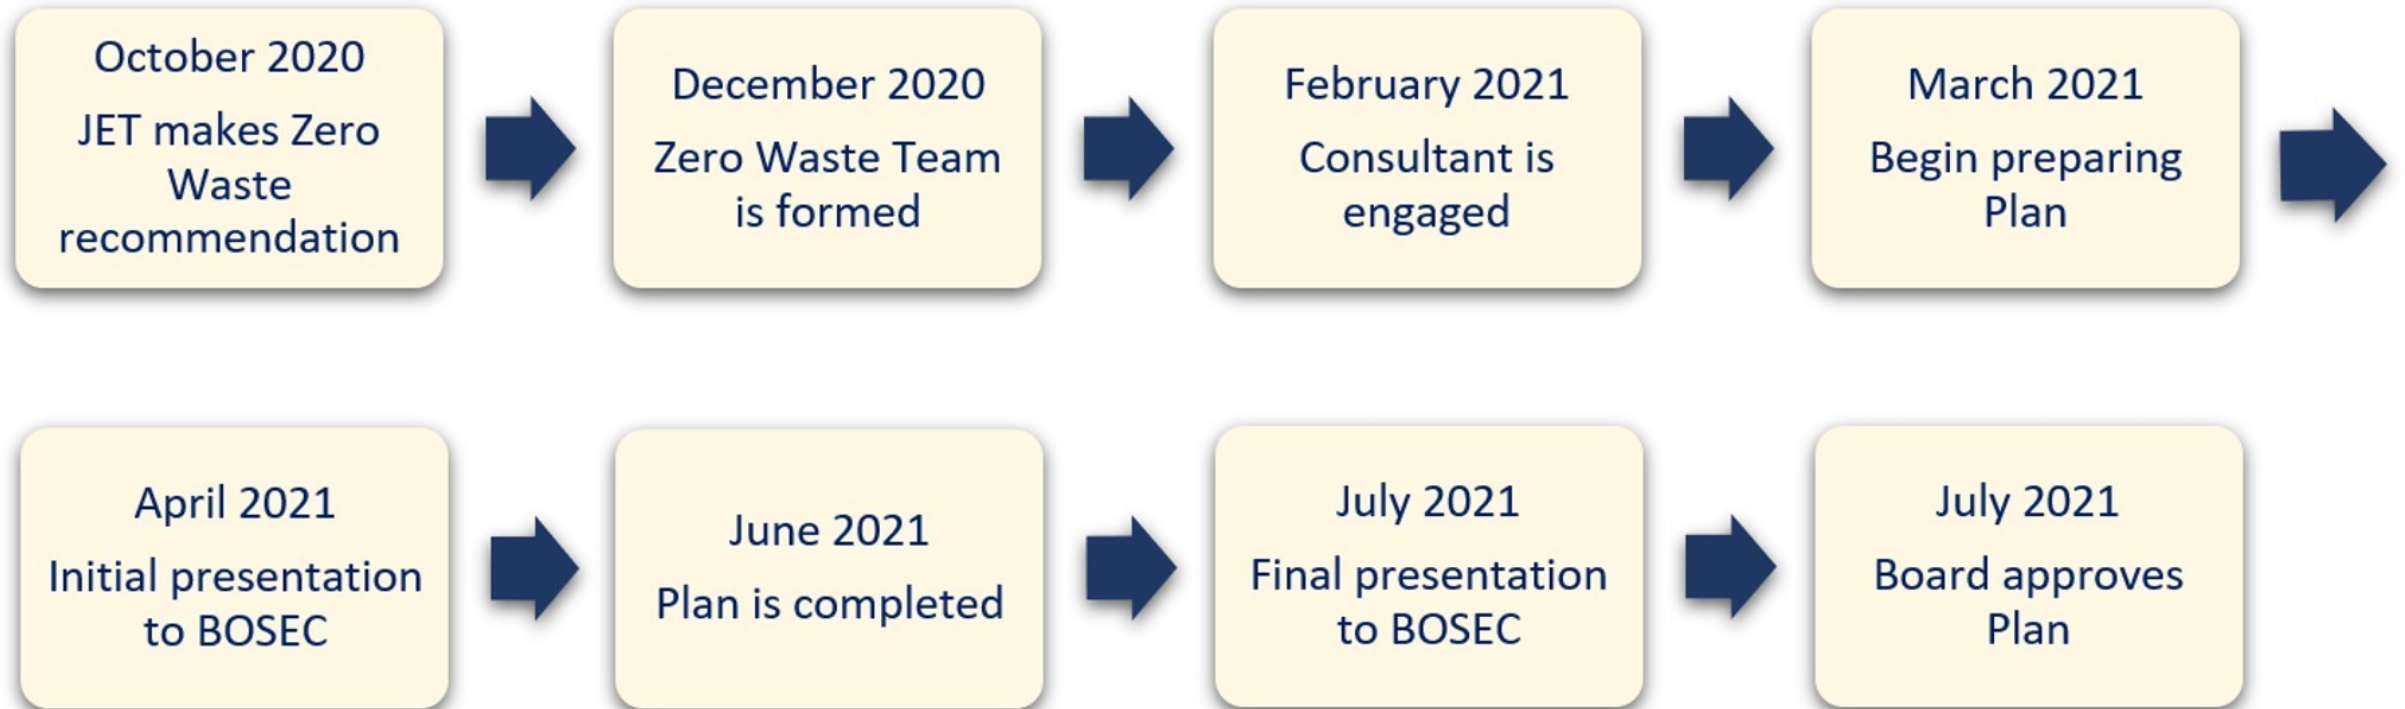 October 2020
JET makes Zero
Waste
recommendation
December 2020
Zero Waste Team
is formed
February 2021
Consultant is
engaged
March 2021
Begin preparing
Plan
April 2021
Initial presentation
to BOSEC
June 2021
Plan is completed
July 2021
Final presentation
to BOSEC
July 2021
Board approves
Plan